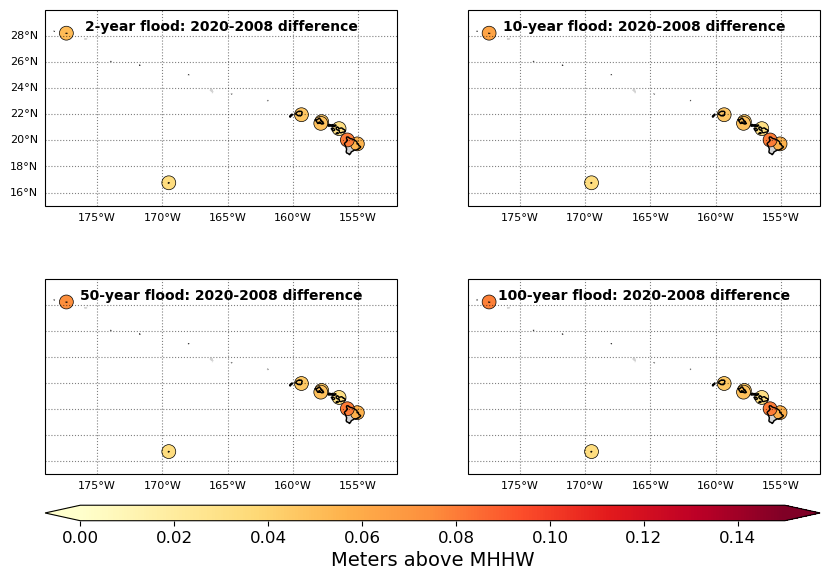 2-year flood: 2020-2008 difference
10-year flood: 2020-2008 difference
28°N
26°N
24°N
22°N
20°N
18°N
16°N
175°W 170°W 165°W 160°W 155°W
175°W 170°W 165°W 160°W 155°W
50-year flood: 2020-2008 difference
100-year flood: 2020-2008 difference
175°W 170°W 165°W 160°W 155°W
175°W 170°W 165°W 160°W 155°W
0.00 0.02 0.04 0.06 0.08 0.10 0.12 0.14
Meters above MHHW